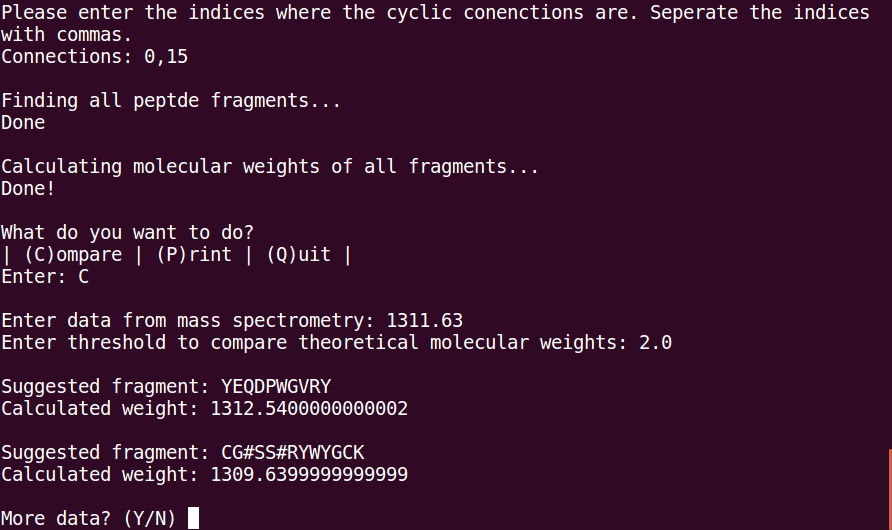 Please enter the indices where the cyclic conenctions are. Seperate the indices
with commas.
Connections: 0,15
Finding all peptde fragments...
Done
Calculating molecular weights of all fragments...
Done!
What do you want to do?
| (C)ompare | (P)rint | (Q)uit |
Enter: C
Enter data from mass spectrometry: 1311.63
Enter threshold to compare theoretical molecular weights: 2.0
Suggested fragment: YEQDPWGVRY
Calculated weight: 1312.5400000000002
Suggested fragment: CG#SS#RYWYGCK
Calculated weight: 1309.6399999999999
More data? (Y/N)